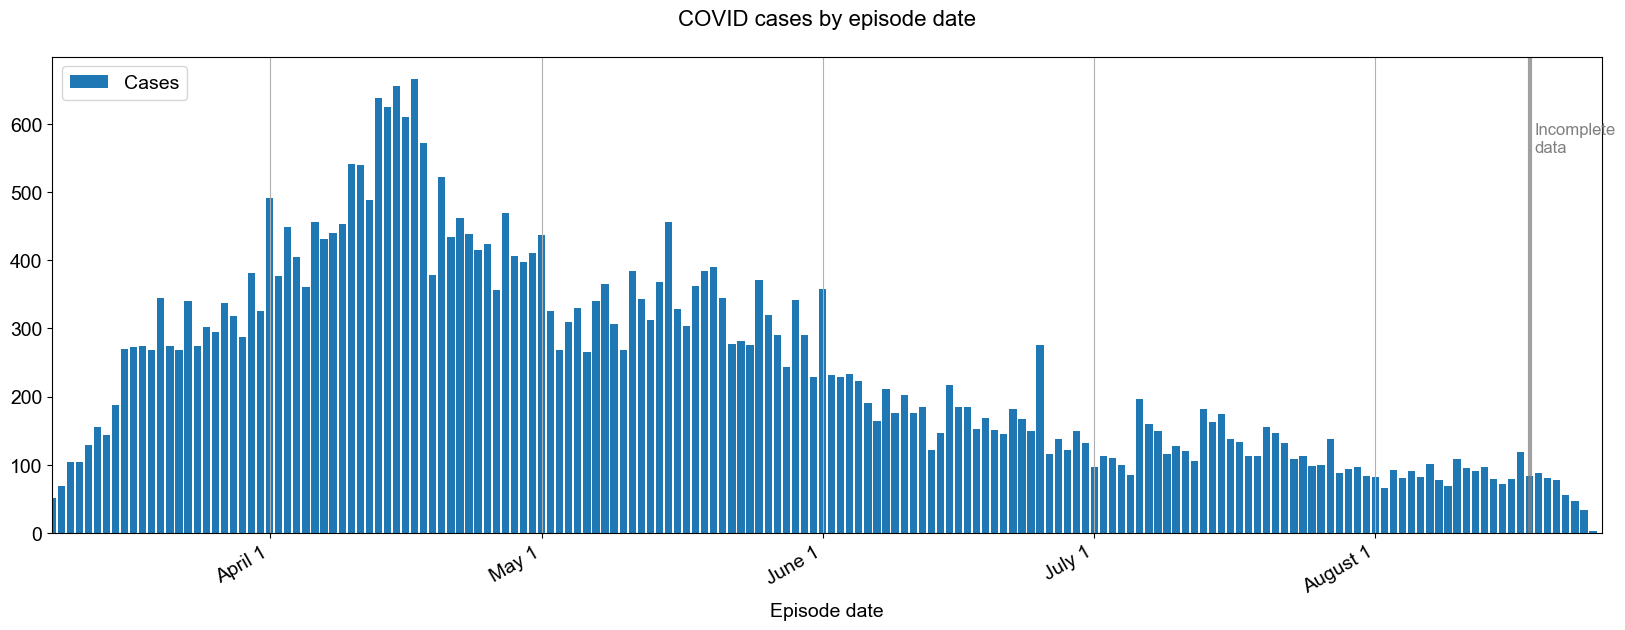 COVID cases by episode date
Cases
600
500
400
300
200
100
0
Incomplete
data
April 1
May 1
June 1
July 1
August 1
Episode date